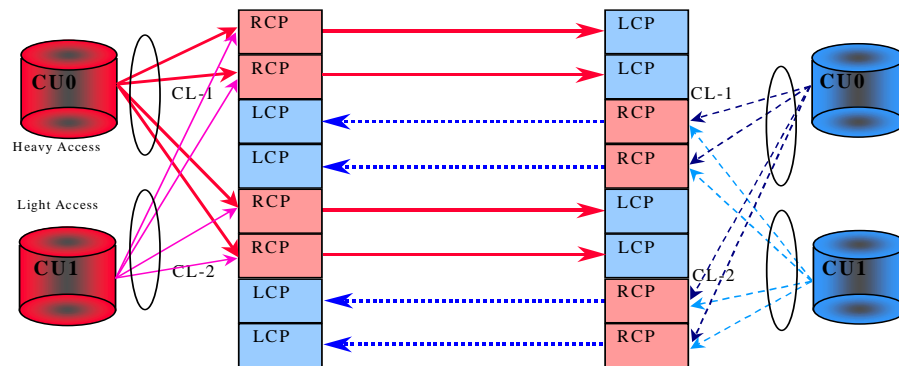 RCP
LCP
CU0
RCP
LCP
CU0
CL-1
CL-1
LCP
RCP
Heavy Access
LCP
RCP
Light Access
RCP
LCP
CU1
RCP
LCP
CU1
CL-2
CL-2
LCP
RCP
LCP
RCP